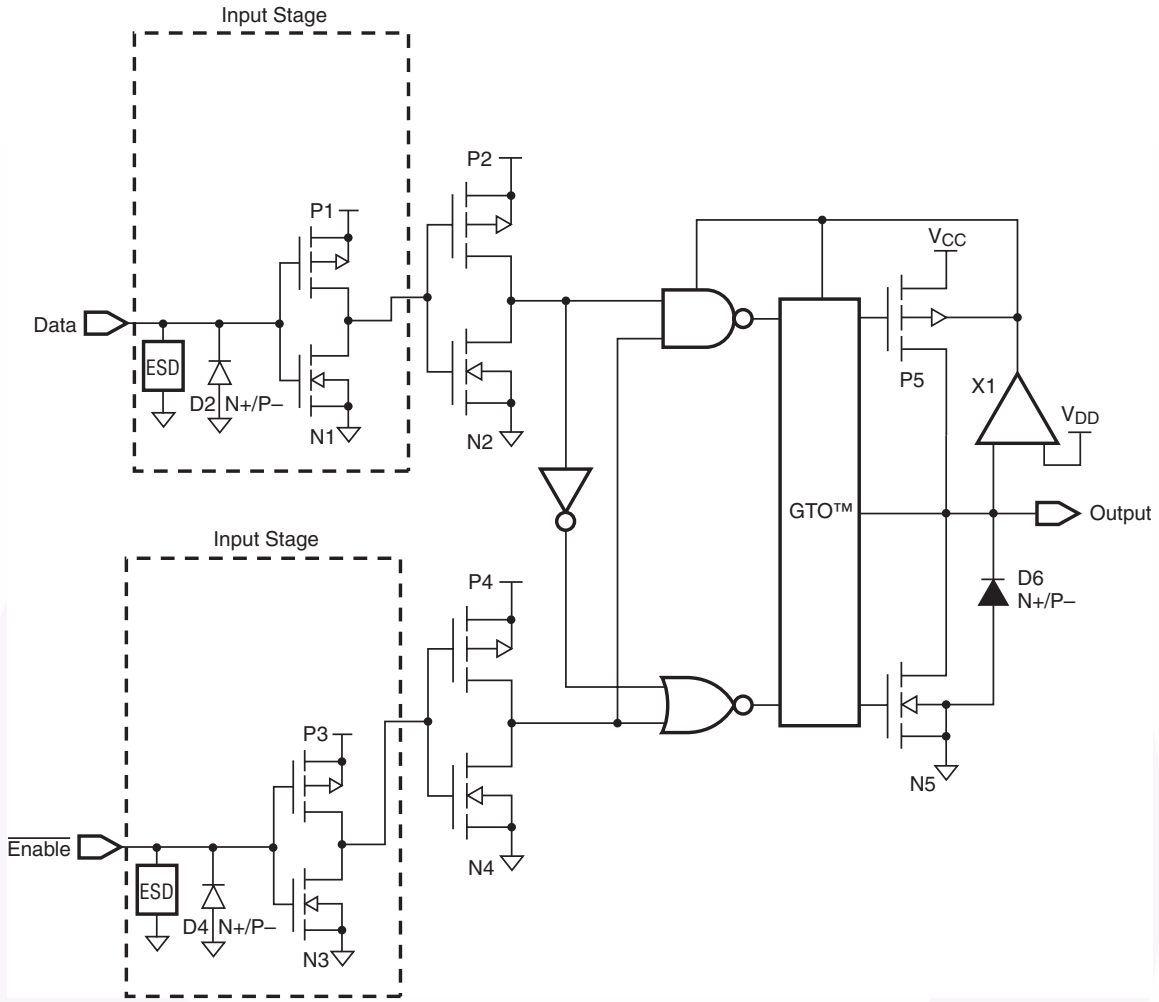 Input Stage
P2
P1
VCC
Data
ESD
D2 N+/P–
P5
X1
VDD
N1
N2
GTO™
Output
Input Stage
P4
D6
N+/P–
P3
N5
Enable
ESD
D4 N+/P–
N4
N3